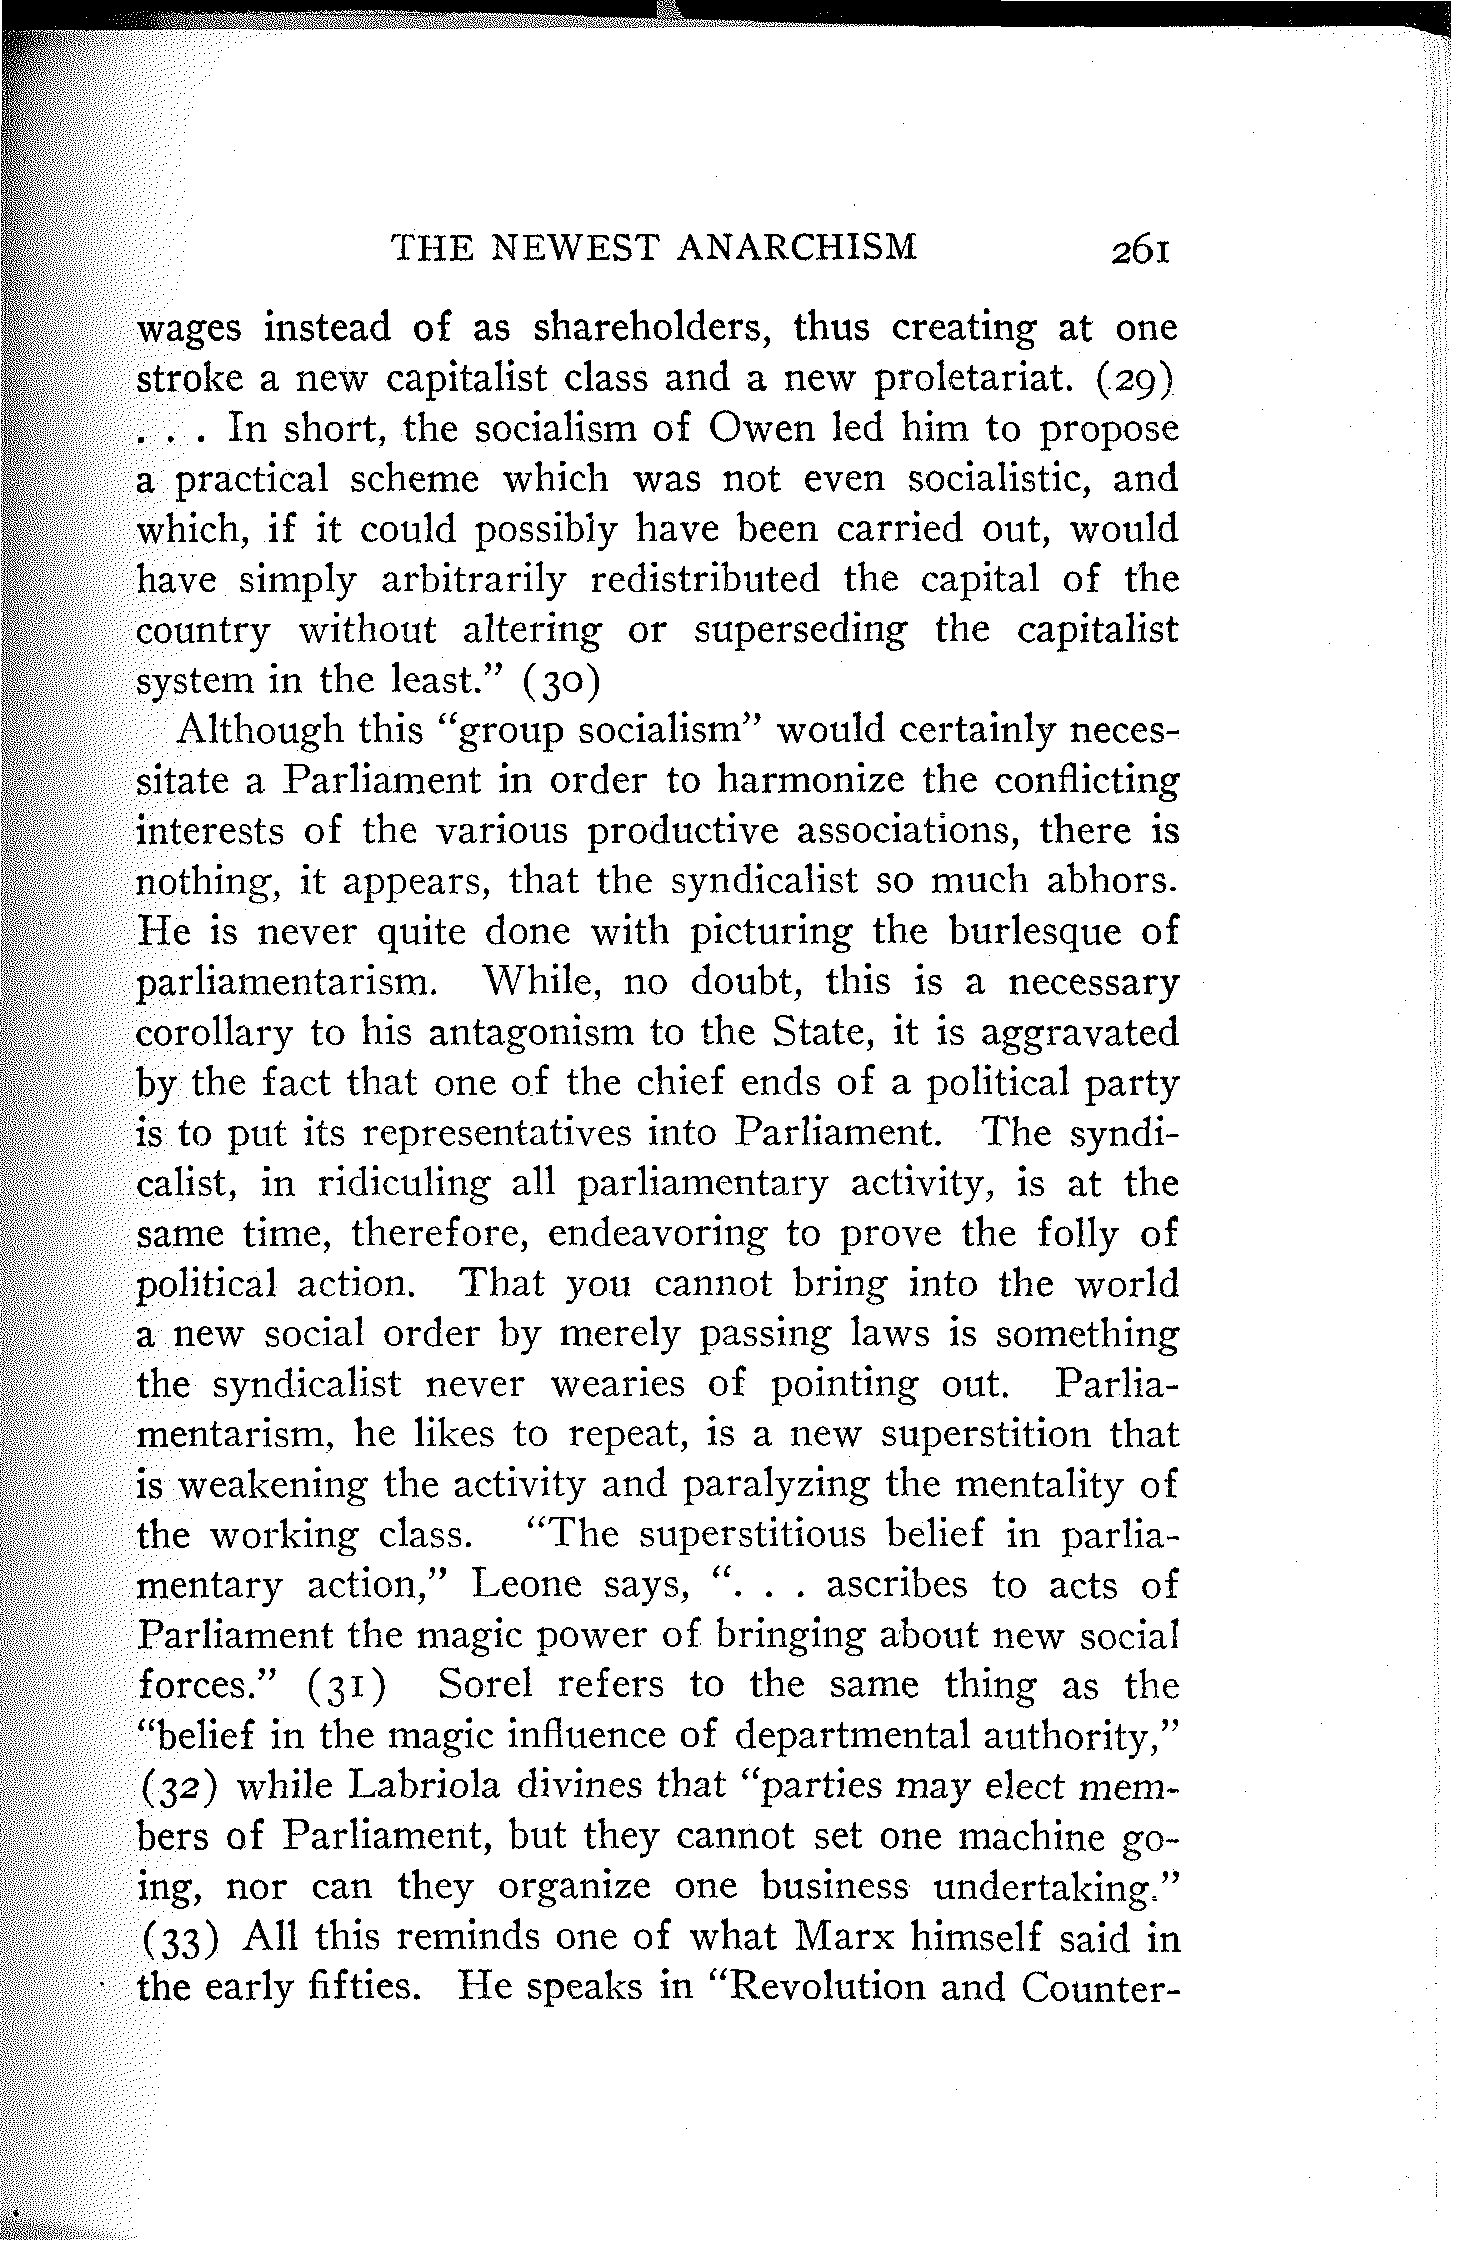 THE NEWEST ANARCHISM 261
wages instead of as shareholders, thus creating at one
stroke a new capitalist class and a new proletariat. (29)
. . . In short, the socialism of Owen led him to propose
a practical scheme which was not even socialistic, and
which, if it could possibly have been carried out, would
have simply arbitrarily redistributed the capital of the
country without altering or superseding the capitalist
system in the least.” (30)
Although this “group socialism” would certainly neces-
sitate a Parliament in order to harmonize the conflicting
interests of the various productive associations, there is
nothing, it appears, that the syndicalist so much abhors.
He is never quite done with picturing the burlesque of
parliamentarism. While, no doubt, this is a necessary
corollary to his antagonism to the State, it is aggravated
by the fact that one of the chief ends of a political party
is to put its representatives into Parliament. The syndi-
calist, in ridiculing all parliamentary activity, is at the
same time, therefore, endeavoring to prove the folly of
political action. That you cannot bring into the world
a new social order by merely passing laws is something
the syndicalist never wearies of pointing out. Parlia-
mentarism, he likes to repeat, is a new superstition that
is weakening the activity and paralyzing the mentality of
the working class. “The superstitious belief in parlia-
mentary action,” Leone says, “. . . ascribes to acts of
Parliament the magic power of bringing about new social
forces.” (31) Sorel refers to the same thing as the
“belief in the magic influence of departmental authority,”
(32) while Labriola divines that “parties may elect mem-
bers of Parliament, but they cannot set one machine go-
ing, nor can they organize one business undertaking.”
(33) All this reminds one of what Marx himself said in
the early fifties. He speaks in “Revolution and Counter-